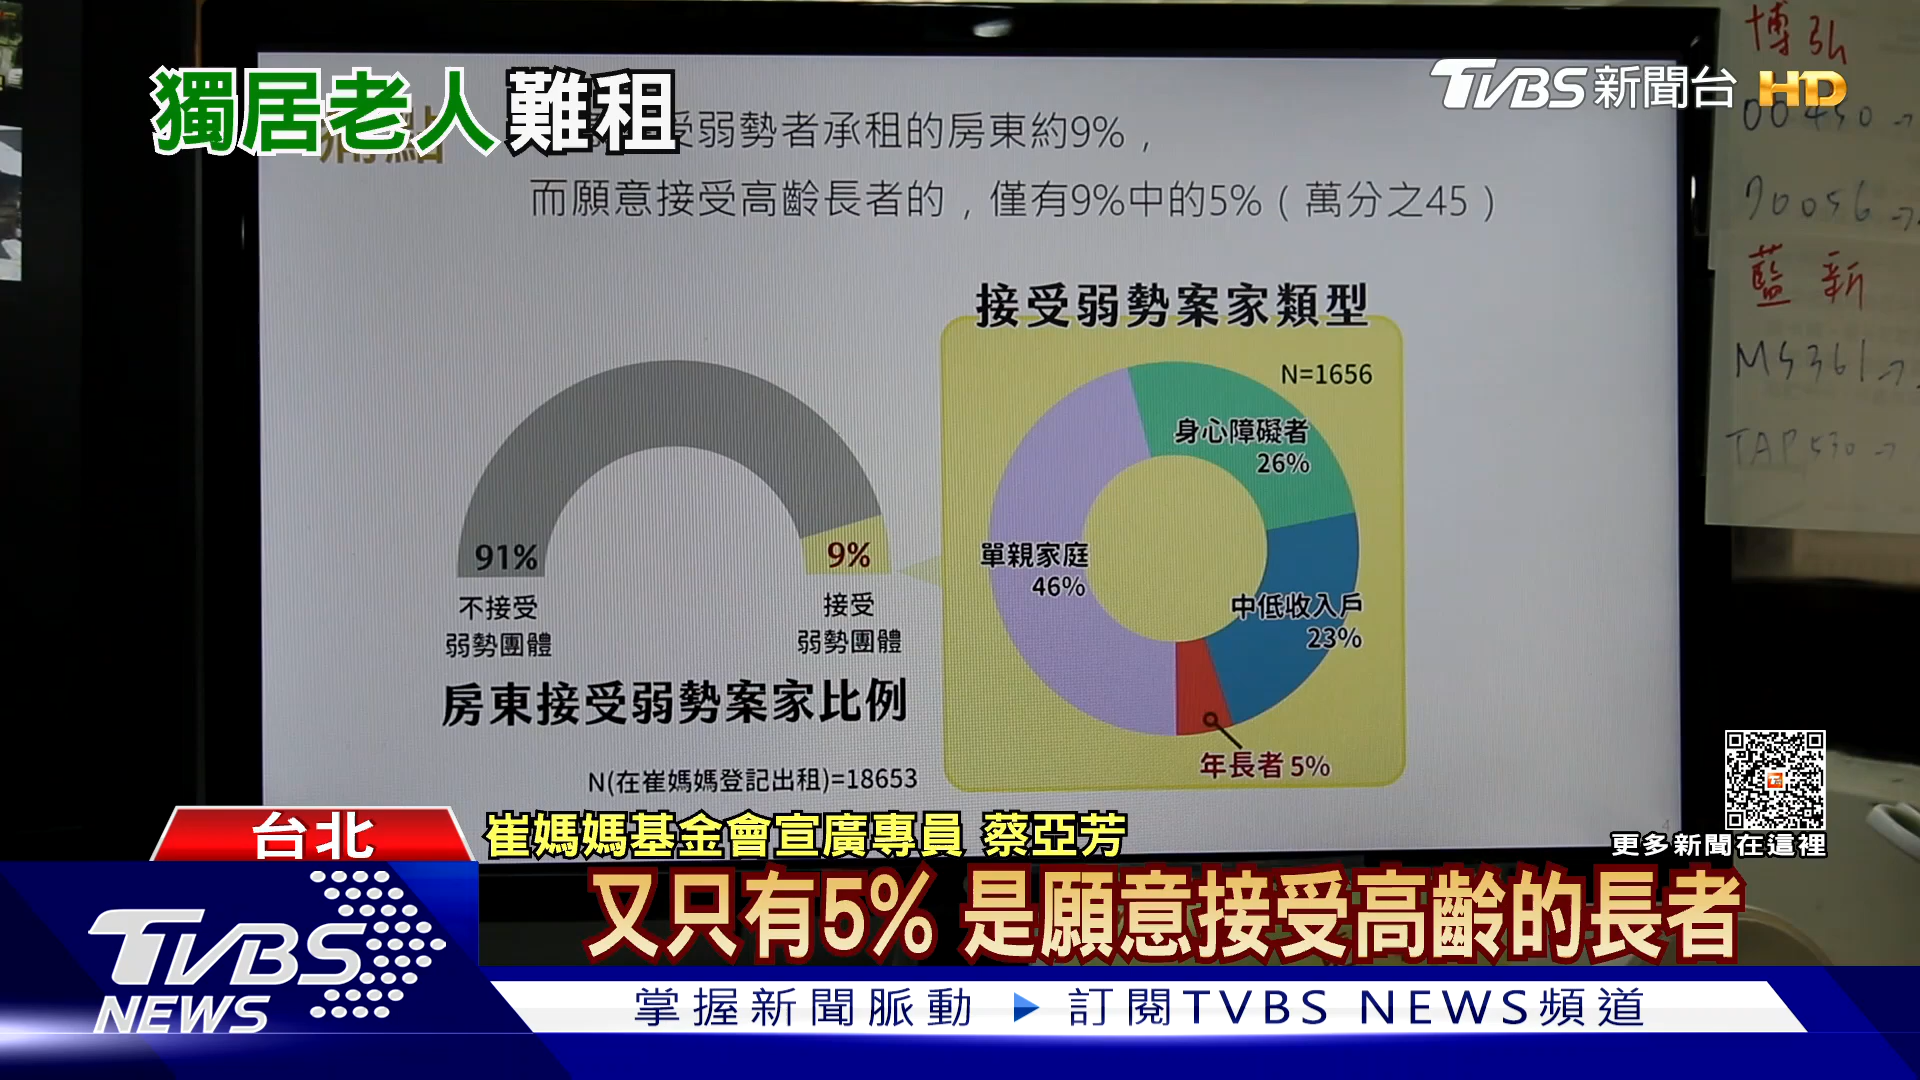 獨居老人難租
TVBS新聞台 HD
受弱勢者承租的房東約9%，
而願意接受高齡長者的，僅有9%中的5%（萬分之45）
接受弱勢案家類型
N=1656
身心障礙者
26%
單親家庭
46%
中低收入戶
23%
年長者 5%
91%
不接受
弱勢團體
9%
接受
弱勢團體
房東接受弱勢案家比例
N(在崔媽媽登記出租)=18653
博弘
00450
70056
藍新
MS361
TAP530
更多新聞在這裡
台北
崔媽媽基金會宣廣專員 蔡亞芳
又只有5% 是願意接受高齡的長者
TVBS
NEWS
掌握新聞脈動 ▶ 訂閱TVBS NEWS頻道